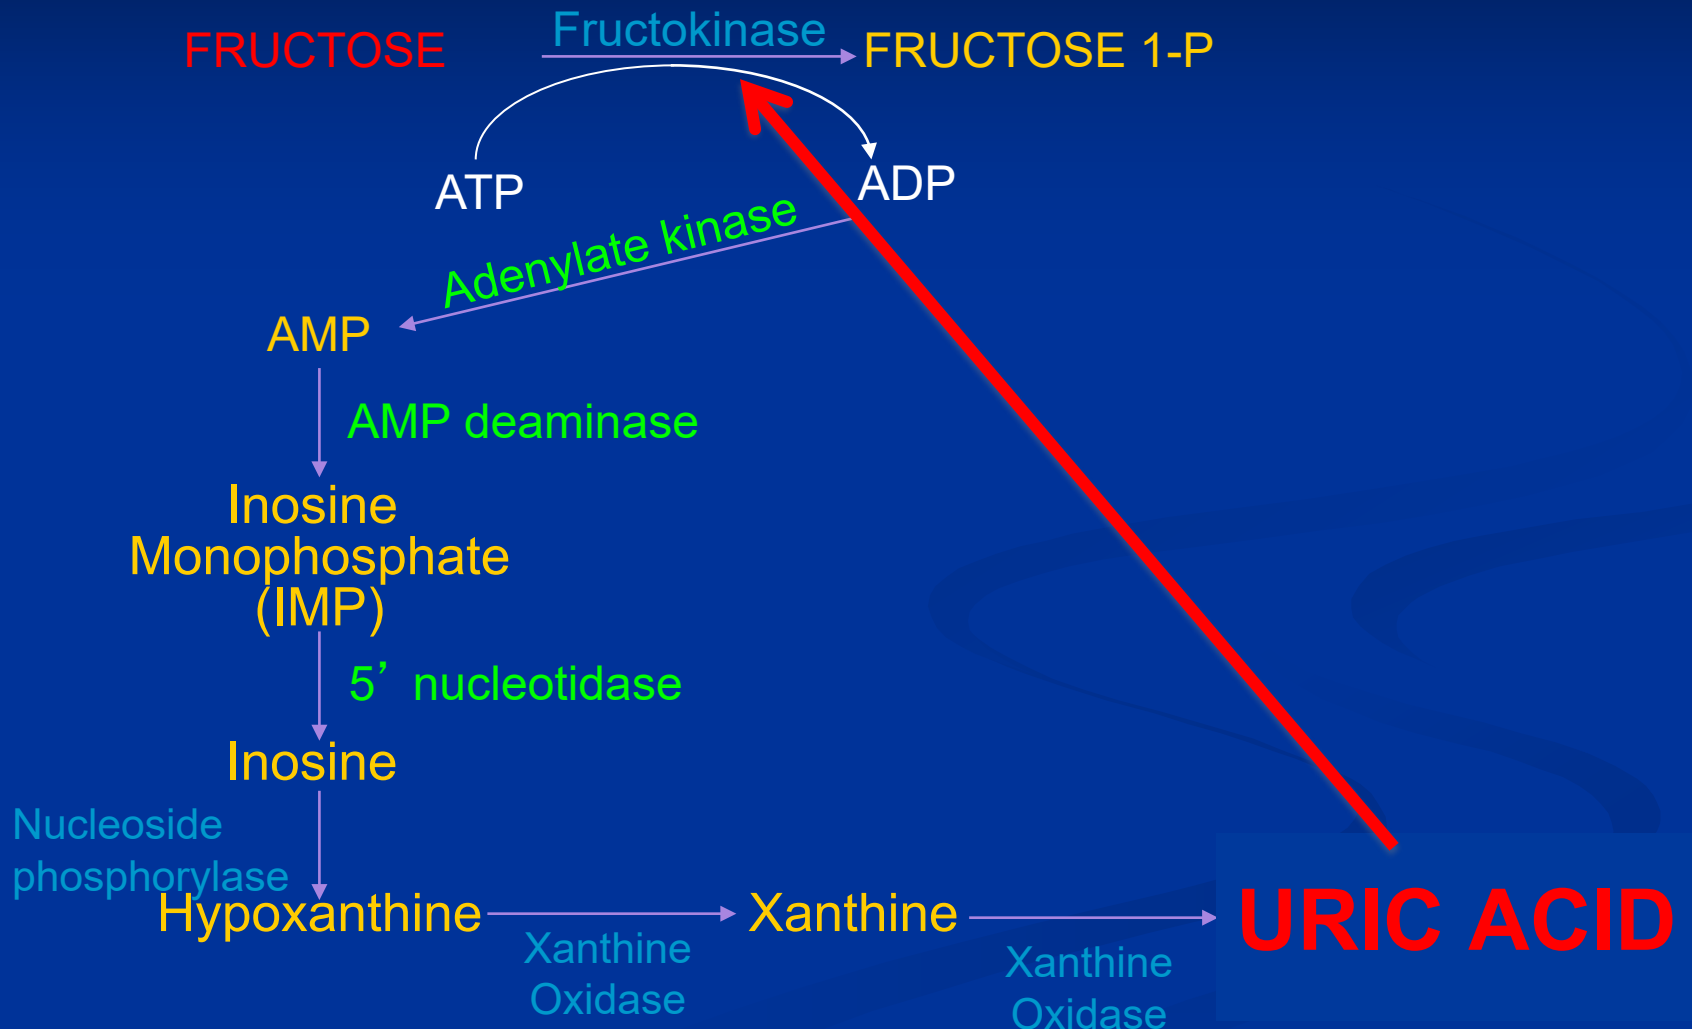 Fructokinase
FRUCTOSE
FRUCTOSE 1-P
ATP
ADP
Adenylate kinase
AMP
AMP deaminase
Inosine
Monophosphate
(IMP)
5’ nucleotidase
Inosine
Nucleoside
phosphorylase
Hypoxanthine
Xanthine
Oxidase
Xanthine
Xanthine
Oxidase
URIC ACID